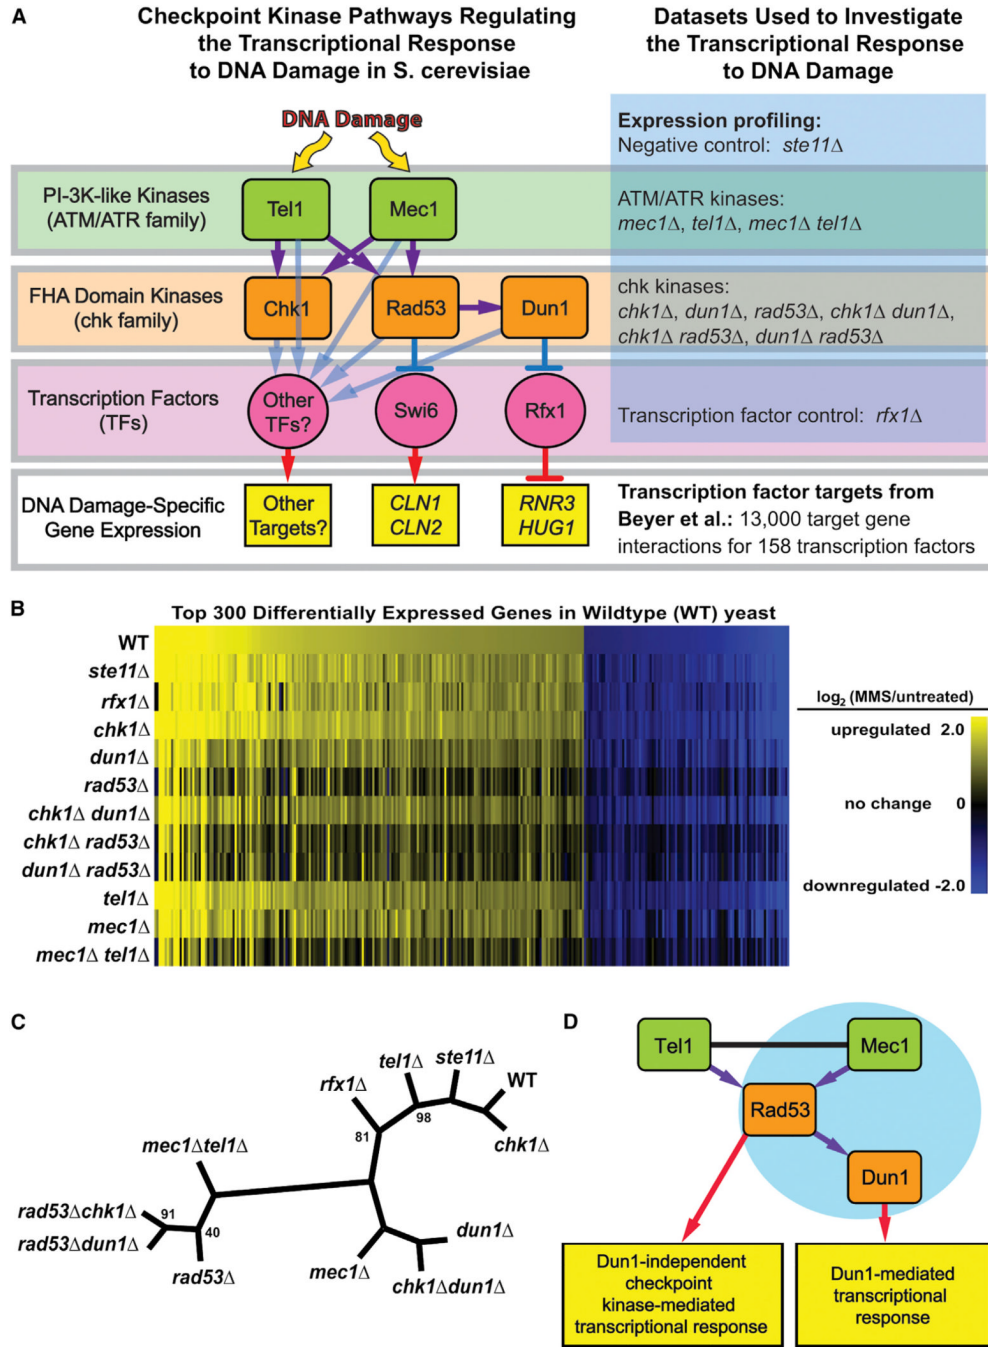 A
Checkpoint Kinase Pathways Regulating
the Transcriptional Response
to DNA Damage in S. cerevisiae
Datasets Used to Investigate
the Transcriptional Response
to DNA Damage
DNA Damage
Expression profiling:
Negative control: ste11Δ
PI-3K-like Kinases
(ATM/ATR family)
Tel1
Mec1
ATM/ATR kinases:
mec1Δ, tel1Δ, mec1Δ tel1Δ
FHA Domain Kinases
(chk family)
Chk1
Rad53
Dun1
chk kinases:
chk1Δ, dun1Δ, rad53Δ, chk1Δ dun1Δ,
chk1Δ rad53Δ, dun1Δ rad53Δ
Transcription Factors
(TFs)
Other
TFs?
Swi6
Rfx1
Transcription factor control: rfx1Δ
DNA Damage-Specific
Gene Expression
Other
Targets?
CLN1
CLN2
RNR3
HUG1
Transcription factor targets from
Beyer et al.: 13,000 target gene
interactions for 158 transcription factors
B
Top 300 Differentially Expressed Genes in Wildtype (WT) yeast
WT
ste11Δ
rfx1Δ
chk1Δ
dun1Δ
rad53Δ
chk1Δ dun1Δ
chk1Δ rad53Δ
dun1Δ rad53Δ
tel1Δ
mec1Δ
mec1Δ tel1Δ
log2 (MMS/untreated)
upregulated 2.0
no change 0
downregulated -2.0
C
rfx1Δ
tel1Δ
ste11Δ
WT
chk1Δ
98
81
mec1Δtel1Δ
rad53Δchk1Δ
91
rad53Δdun1Δ
40
rad53Δ
mec1Δ
dun1Δ
chk1Δdun1Δ
D
Tel1
Mec1
Rad53
Dun1
Dun1-independent
checkpoint
kinase-mediated
transcriptional response
Dun1-mediated
transcriptional
response